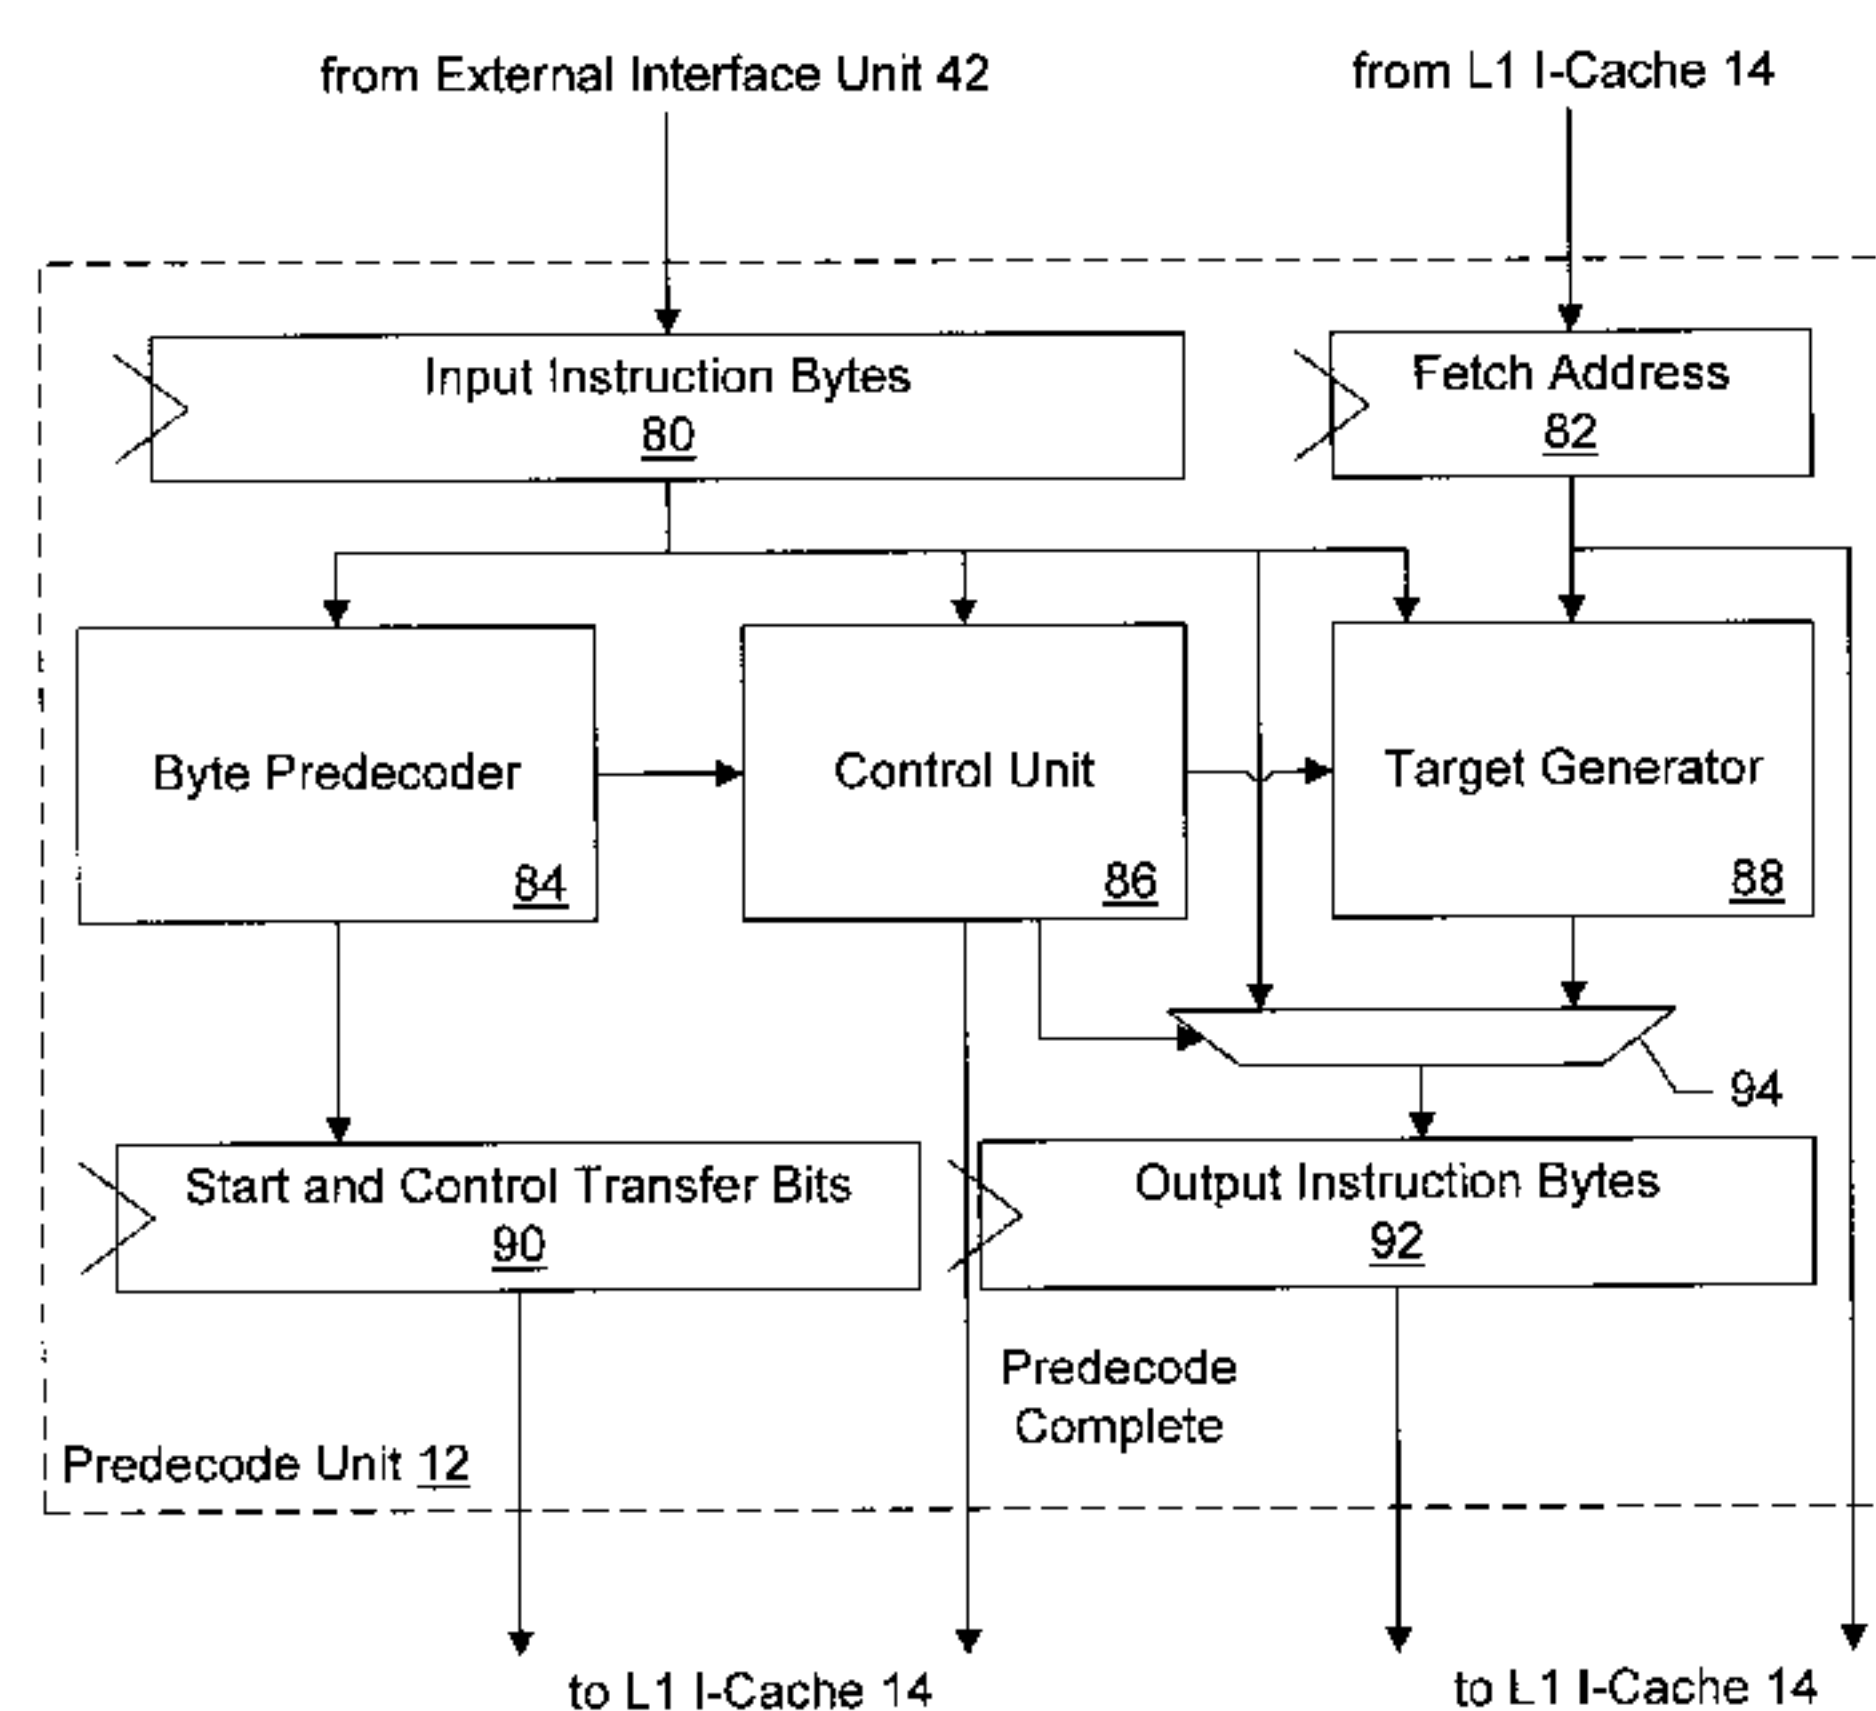 from External Interface Unit 42
from L1 I-Cache 14
Input Instruction Bytes
80
Fetch Address
82
Byte Predecoder
84
Control Unit
86
Target Generator
88
94
Start and Control Transfer Bits
90
Output Instruction Bytes
92
Predecode
Complete
Predecode Unit 12
to L1 I-Cache 14
to L1 I-Cache 14